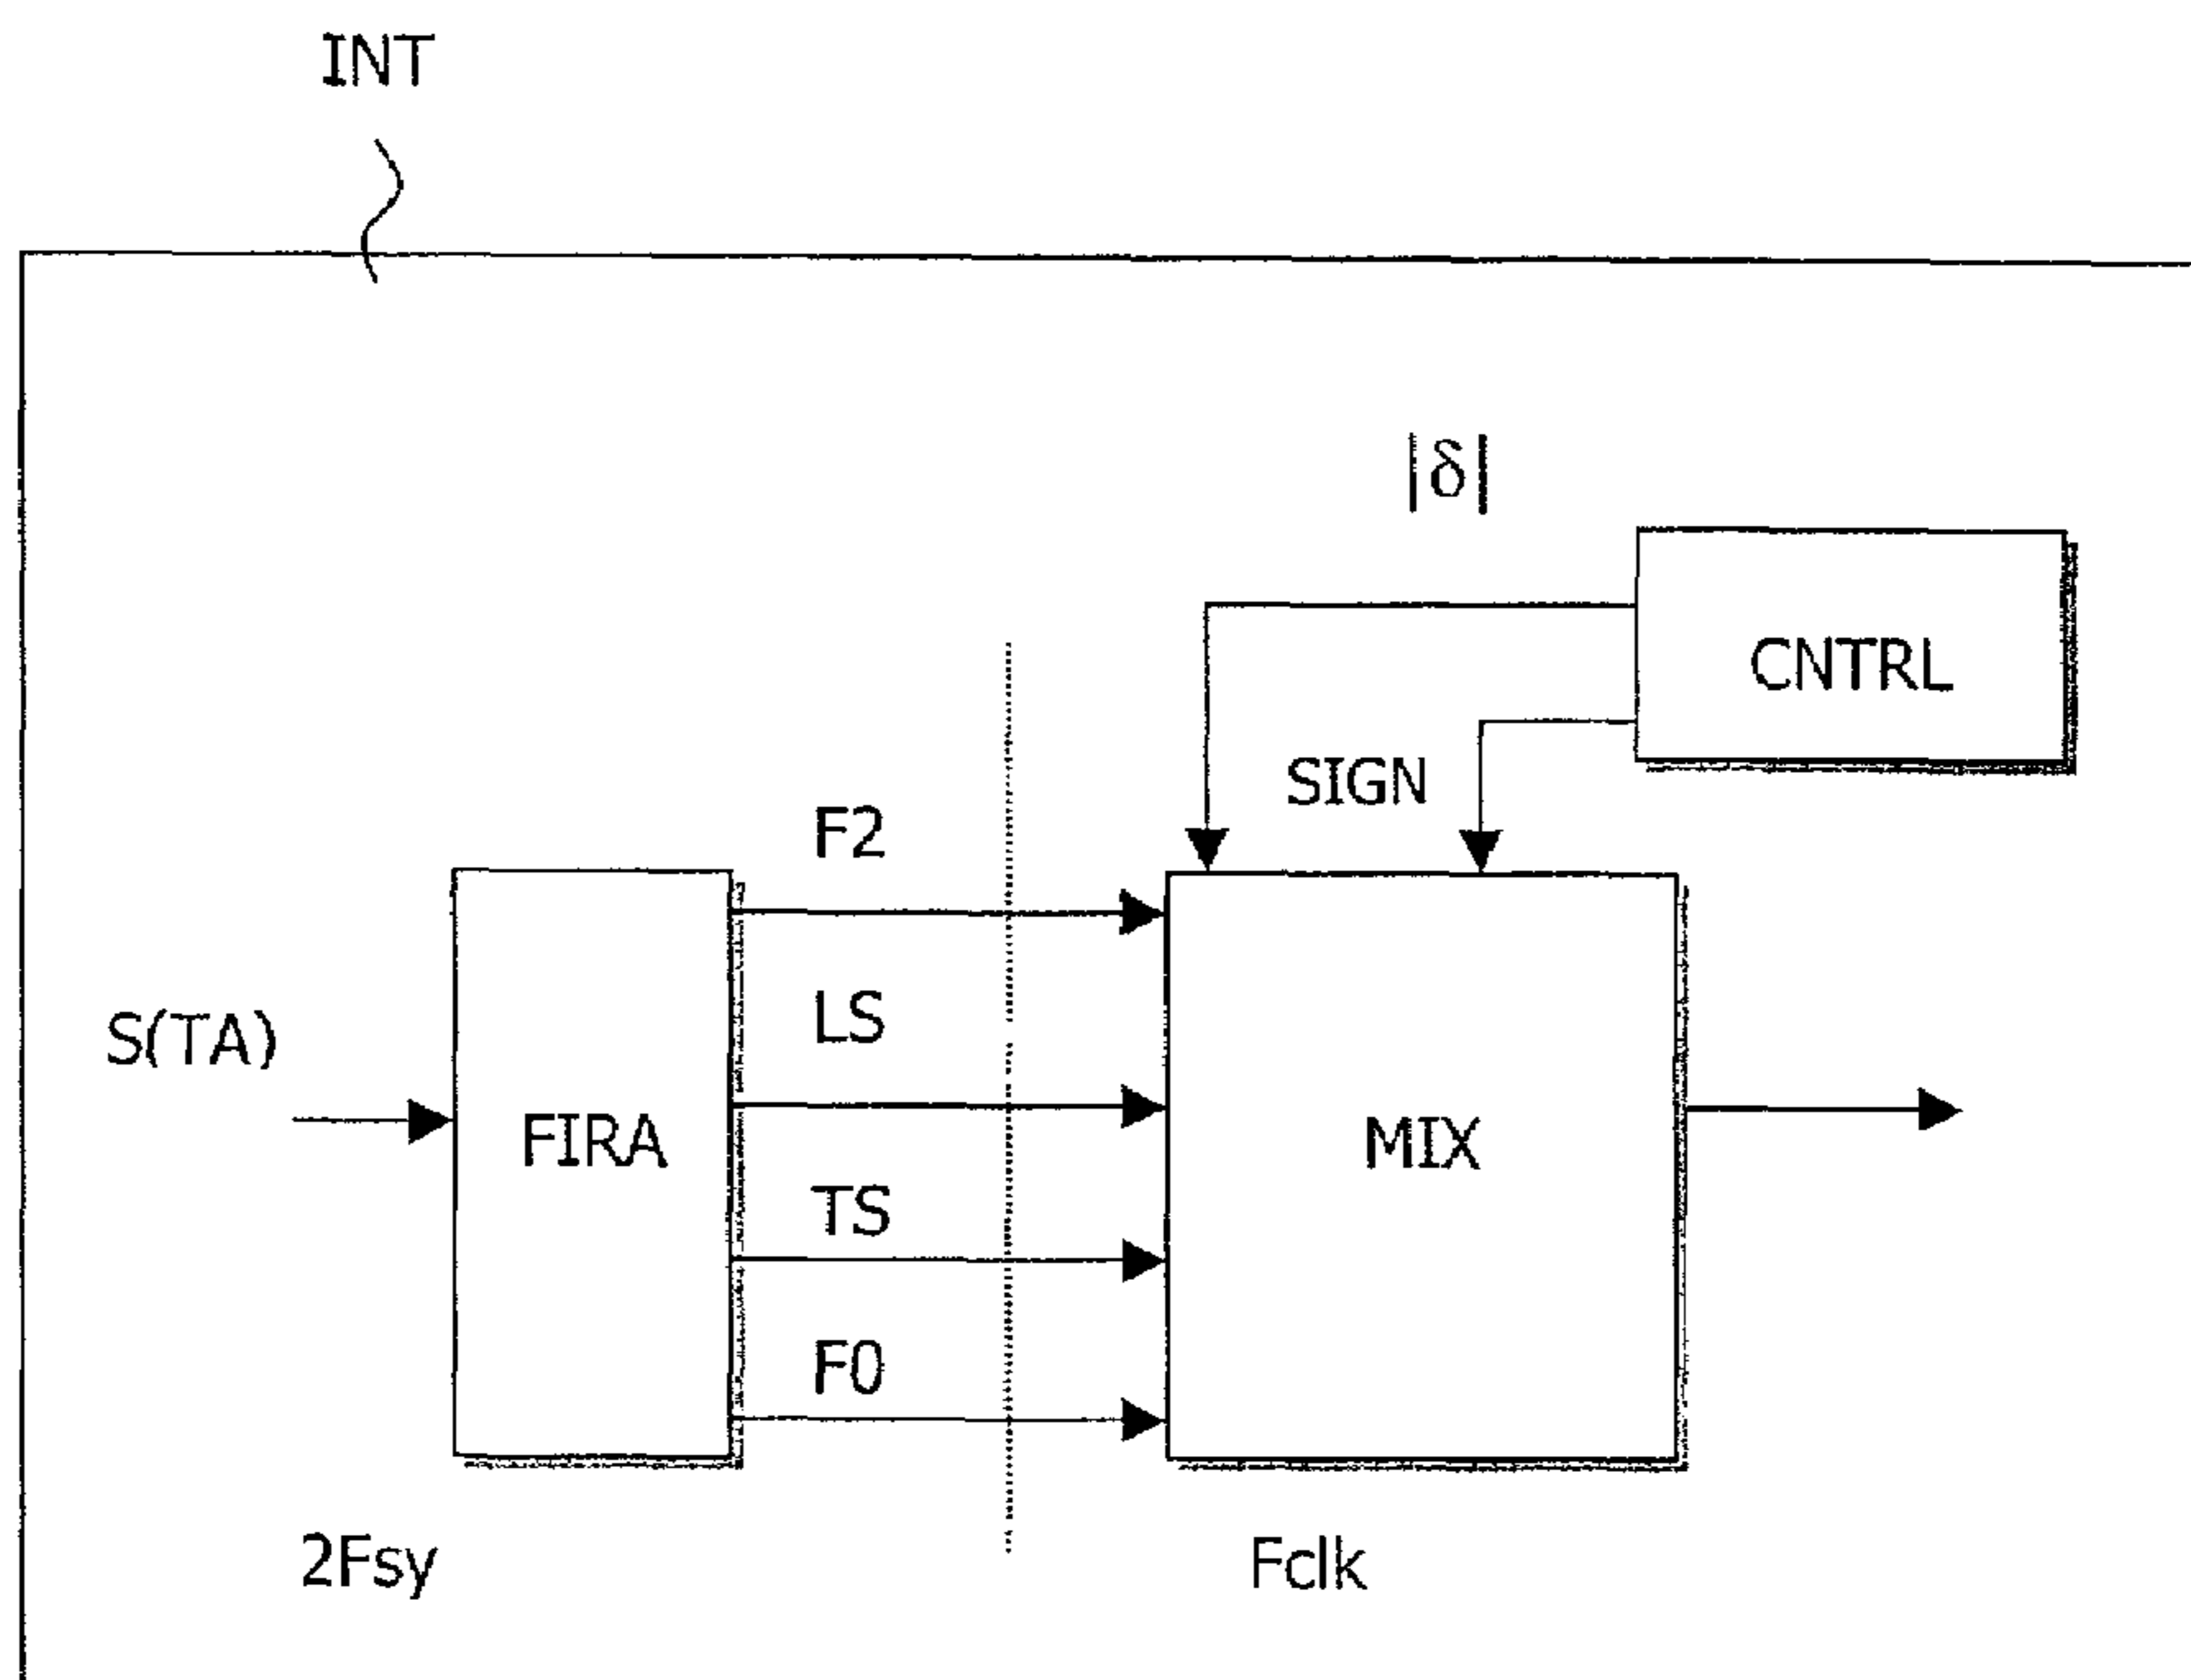 INT
|δ|
CNTRL
SIGN
F2
LS
S(TA)
FIRA
MIX
TS
F0
2Fsy
Fclk